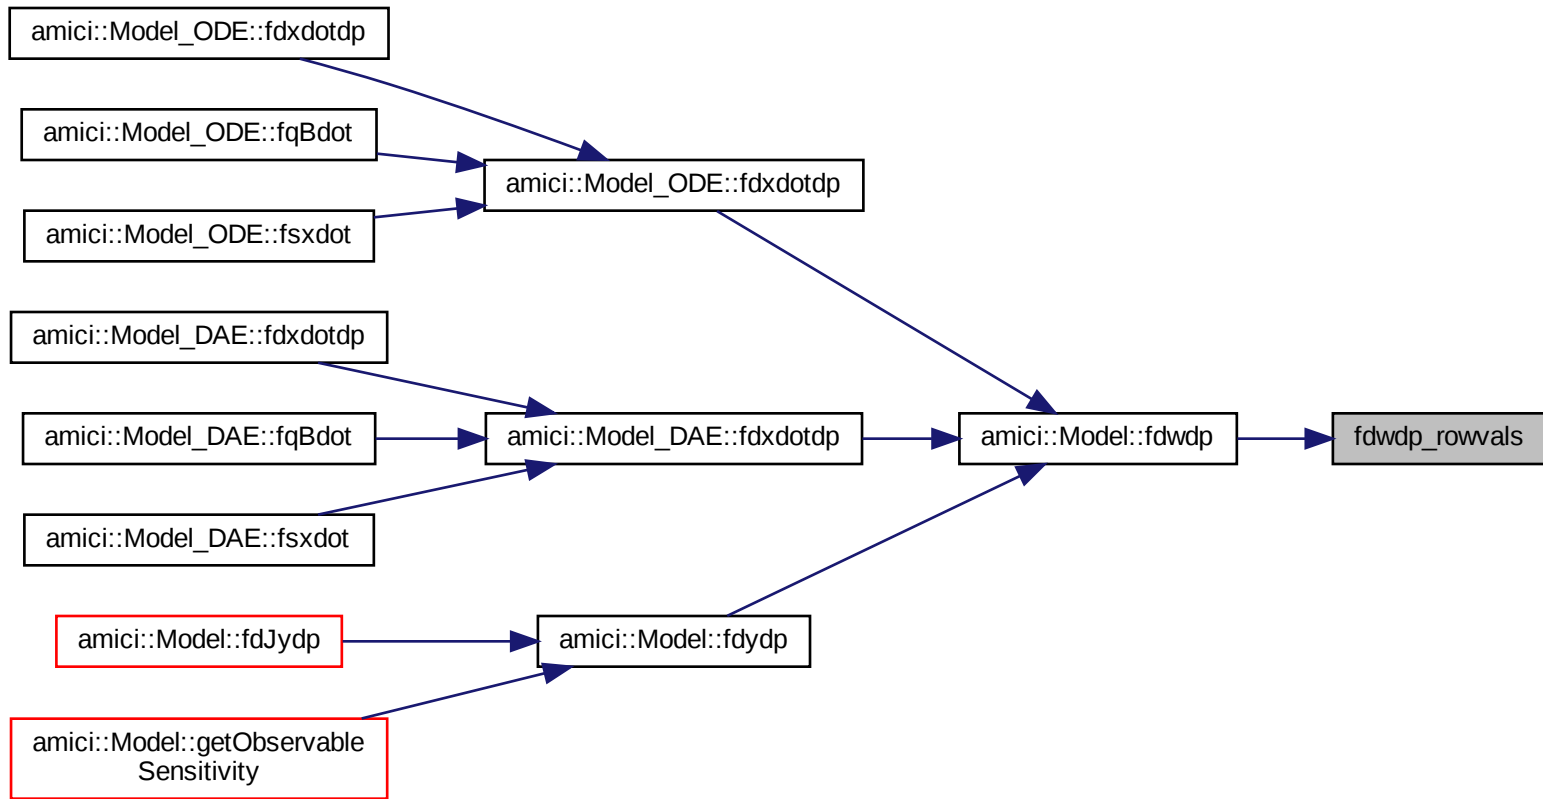 amici::Model_ODE::fdxdotdp
amici::Model_ODE::fqBdot
amici::Model_ODE::fdxdotdp
amici::Model_ODE::fsxdot
amici::Model_DAE::fdxdotdp
amici::Model_DAE::fqBdot
amici::Model_DAE::fdxdotdp
amici::Model::fdwdp
fdwdp_rowvals
amici::Model_DAE::fsxdot
amici::Model::fdJydp
amici::Model::fdydp
amici::Model::getObservable
Sensitivity